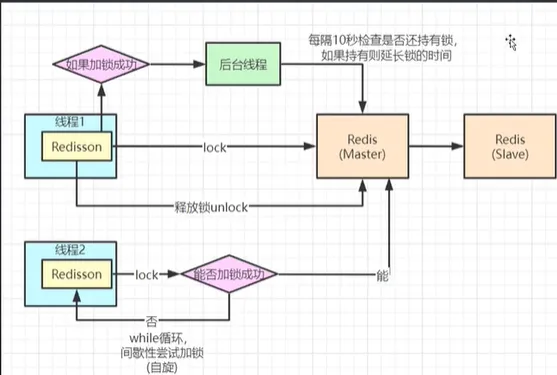 每隔10秒检查是否还持有锁，
如果持有则延长锁的时间
如果加锁成功
后台线程
线程1
Redisson
lock
Redis
(Master)
Redis
(Slave)
释放锁unlock
线程2
Redisson
lock
能否加锁成功
能
否
while循环，
间歇性尝试加锁
(自旋)